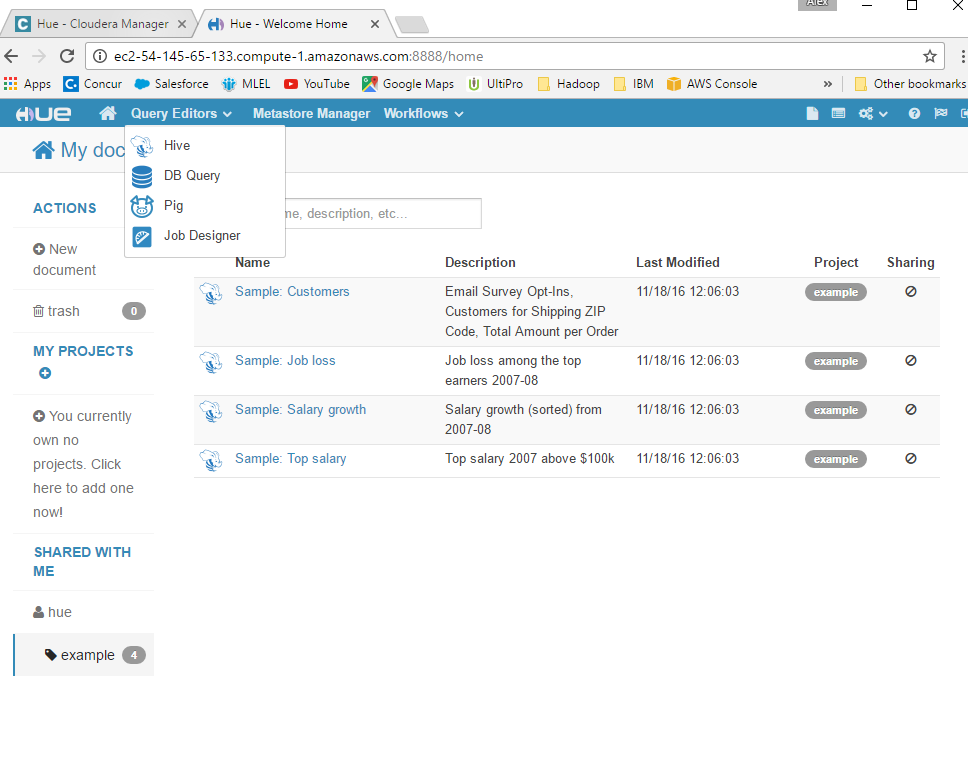 Alex
Hue - Cloudera Manager
Hue - Welcome Home
ec2-54-145-65-133.compute-1.amazonaws.com:8888/home
Apps Concur Salesforce MLEL YouTube Google Maps UltiPro Hadoop IBM AWS Console » Other bookmarks
HUE Query Editors Metastore Manager Workflows
My doc
Hive
DB Query
Pig
Job Designer
ACTIONS
New
document
trash 0
MY PROJECTS
You currently
own no
projects. Click
here to add one
now!
SHARED WITH
ME
hue
example 4
me, description, etc...
Name Description Last Modified Project Sharing
Sample: Customers Email Survey Opt-Ins, 11/18/16 12:06:03 example
Customers for Shipping ZIP
Code, Total Amount per Order
Sample: Job loss Job loss among the top 11/18/16 12:06:03 example
earners 2007-08
Sample: Salary growth Salary growth (sorted) from 11/18/16 12:06:03 example
2007-08
Sample: Top salary Top salary 2007 above $100k 11/18/16 12:06:03 example